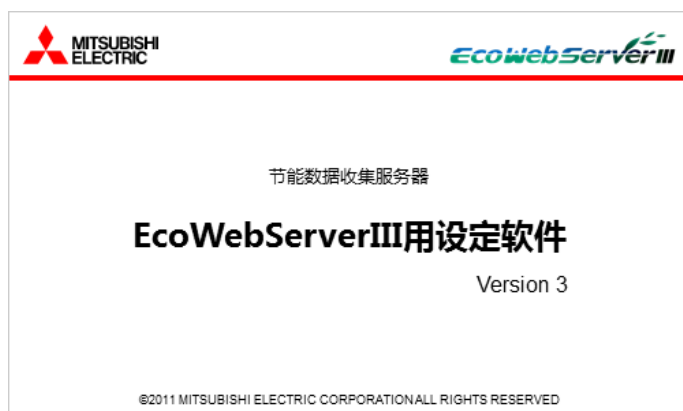 MITSUBISHI
ELECTRIC
EcoWebServerIII
节能数据收集服务器
EcoWebServerIII用设定软件
Version 3
©2011 MITSUBISHI ELECTRIC CORPORATIONALL RIGHTS RESERVED